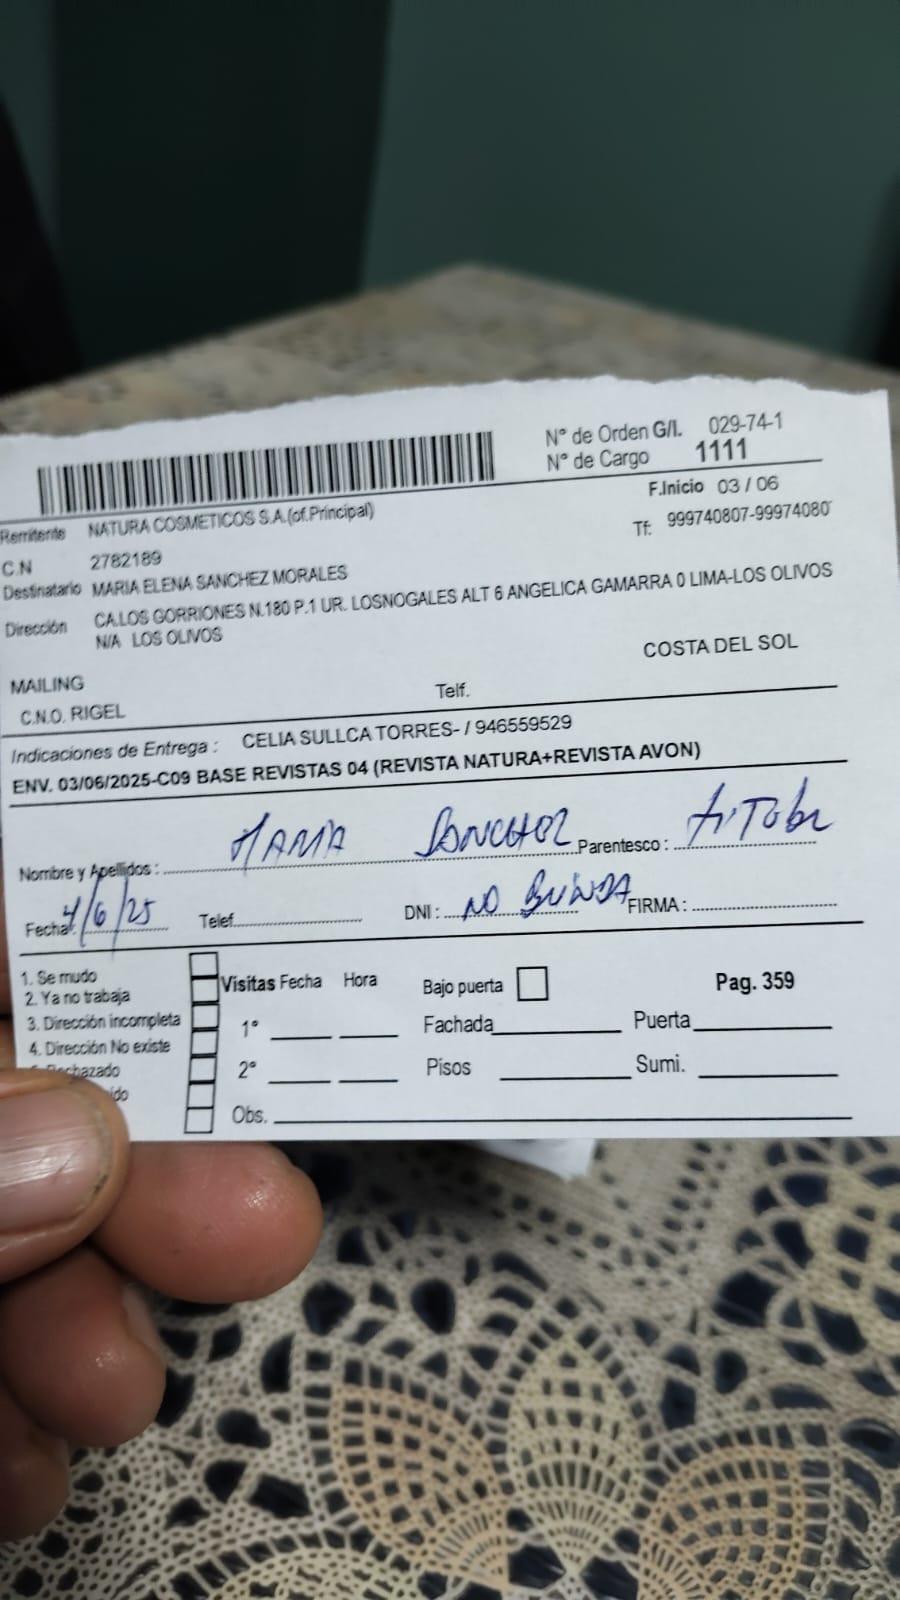 N° de Orden G/I. 029-74-1
N° de Cargo 1111
F.Inicio 03 / 06
Remitente NATURA COSMETICOS S.A.(of.Principal)
Tf: 999740807-99974080
C.N 2782189
Destinatario MARIA ELENA SANCHEZ MORALES
Dirección CA.LOS GORRIONES N.180 P.1 UR. LOSNOGALES ALT 6 ANGELICA GAMARRA 0 LIMA-LOS OLIVOS
N/A LOS OLIVOS
COSTA DEL SOL
MAILING
Telf.
C.N.O. RIGEL
Indicaciones de Entrega : CELIA SULLCA TORRES- / 946559529
ENV. 03/06/2025-C09 BASE REVISTAS 04 (REVISTA NATURA+REVISTA AVON)
Nombre y Apellidos : MARIA SANCHEZ Parentesco : TiTULAR
Fecha: 4/6/25 Telef. DNI : NO BRINDA FIRMA :
1. Se mudo
2. Ya no trabaja
3. Dirección incompleta
4. Dirección No existe
Visitas Fecha Hora Bajo puerta Pag. 359
1° Fachada Puerta
2° Pisos Sumi.
Obs.